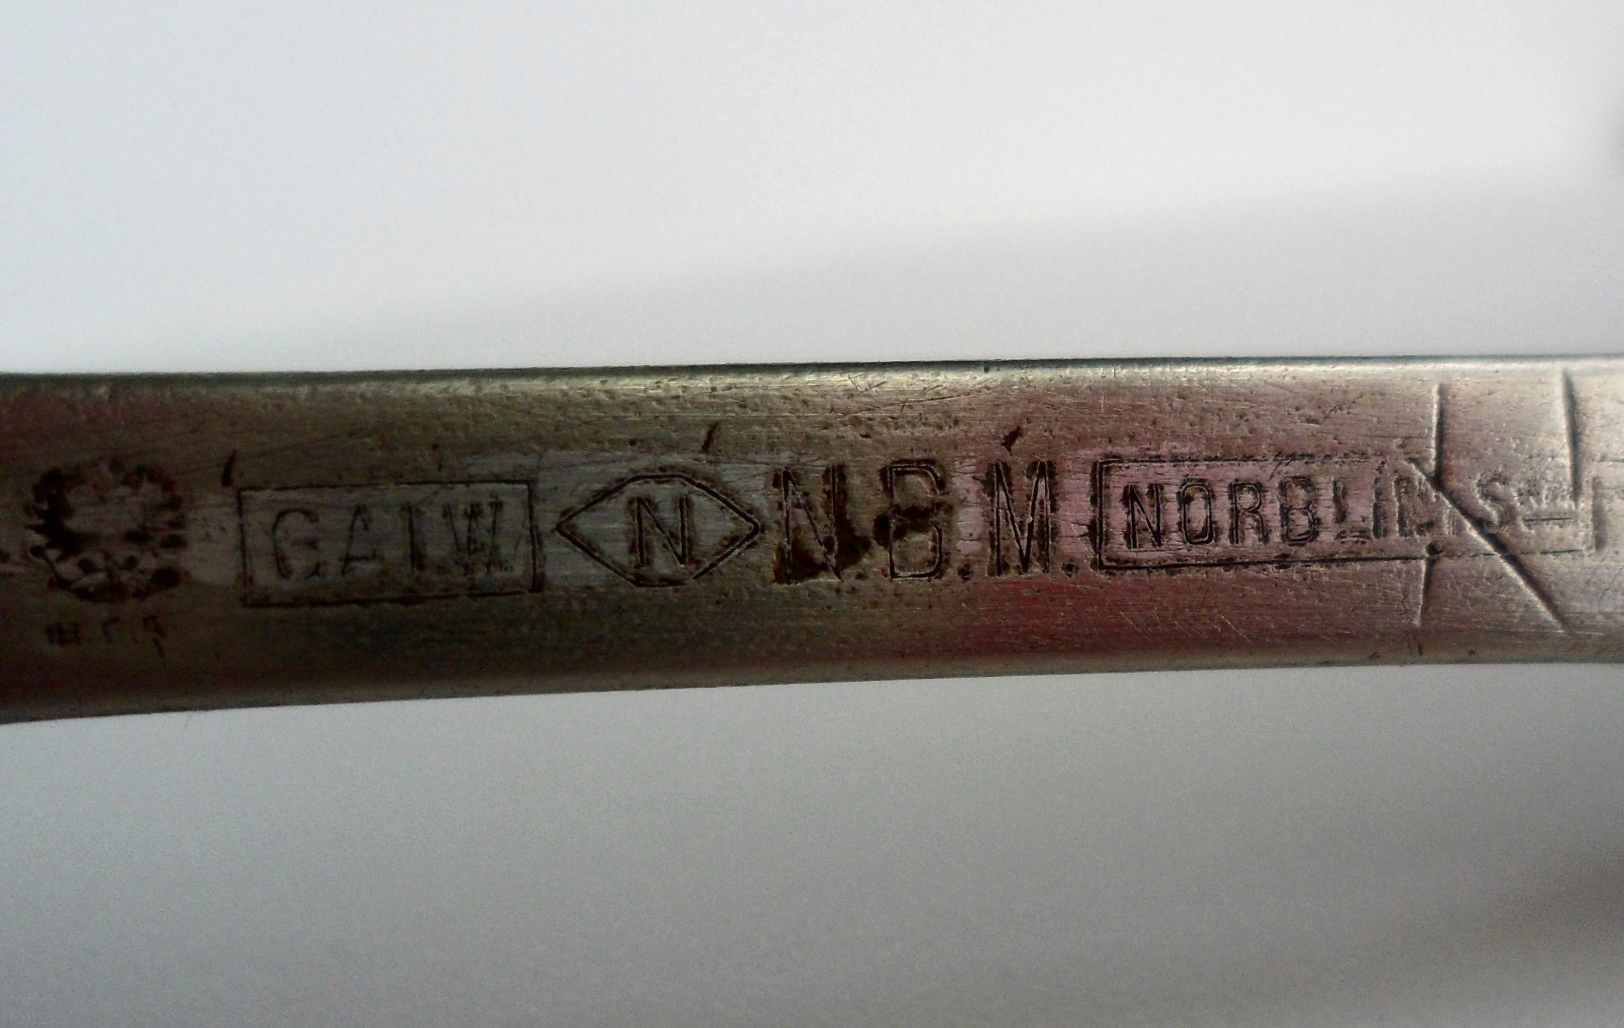 GALW. N N.B.M. NORBLIN S